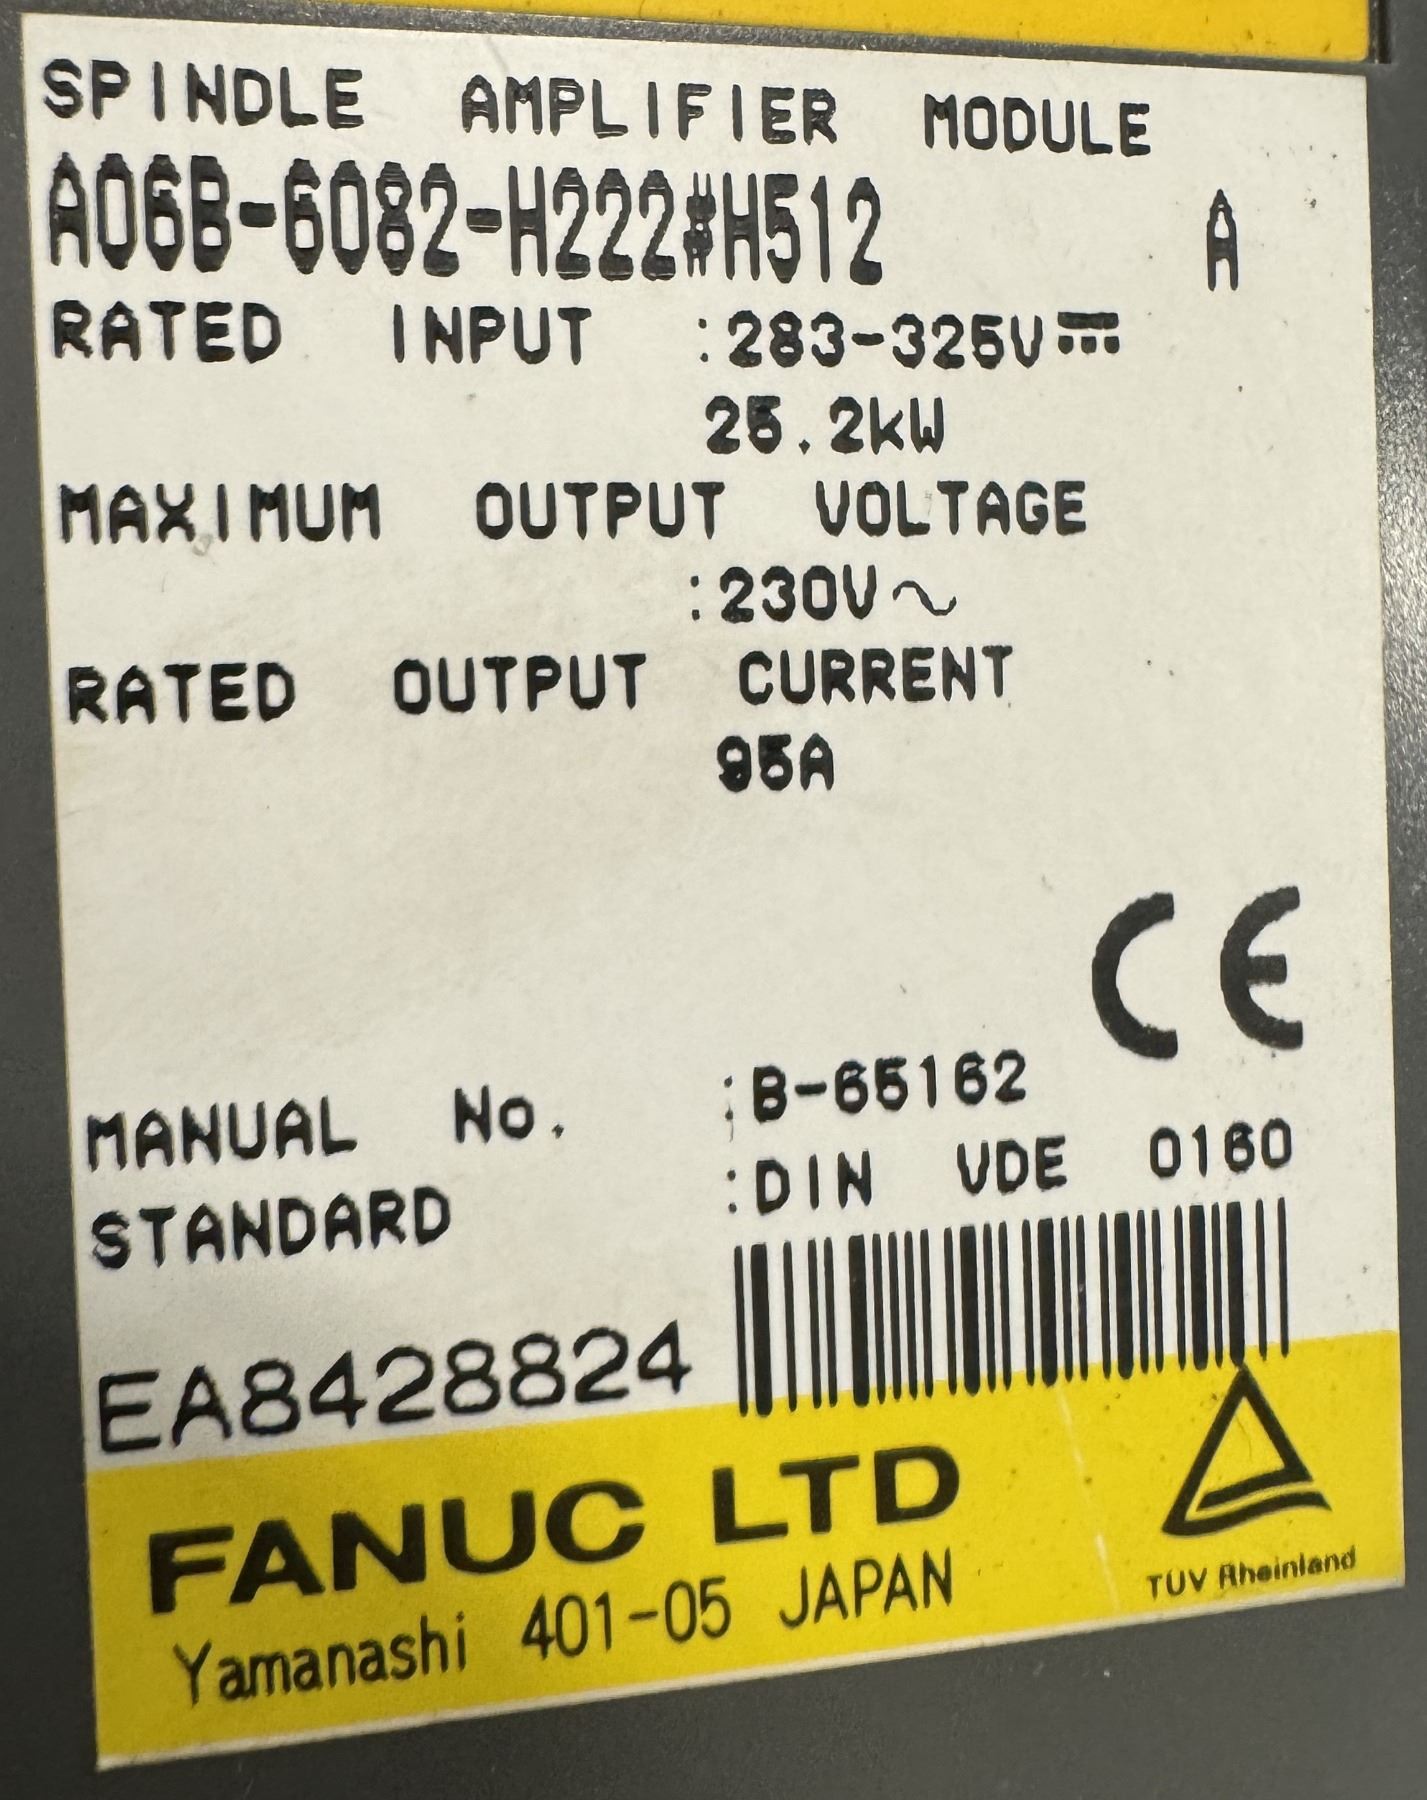 SPINDLE AMPLIFIER MODULE
A06B-6082-H222#H512 A
RATED INPUT :283-325V⎓
25.2kW
MAXIMUM OUTPUT VOLTAGE
:230V~
RATED OUTPUT CURRENT
95A
CE
MANUAL No. :B-65162
STANDARD :DIN VDE 0160
EA8428824
FANUC LTD
Yamanashi 401-05 JAPAN
TÜV Rheinland